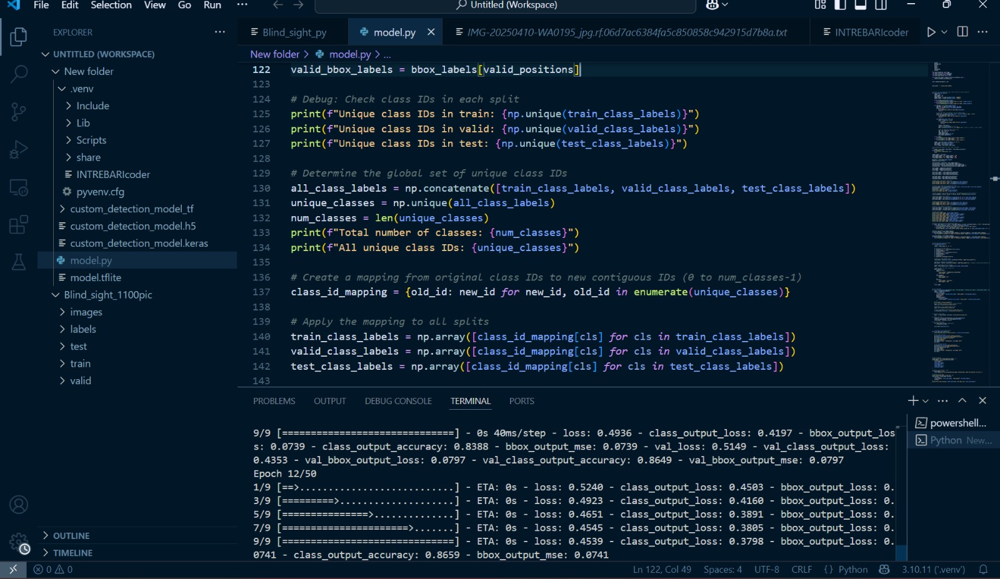 File Edit Selection View Go Run ···
Untitled (Workspace)
EXPLORER
UNTITLED (WORKSPACE)
New folder
.venv
Include
Lib
Scripts
share
INTREBARIcoder
pyvenv.cfg
custom_detection_model_tf
custom_detection_model.h5
custom_detection_model.keras
model.py
model.tflite
Blind_sight_1100pic
images
labels
test
train
valid
OUTLINE
TIMELINE
Blind_sight_py model.py IMG-20250410-WA0195_jpg.rf.06d7ac6384fa5c850858c942915d7b8a.txt INTREBARIcoder
New folder > model.py > ...
122 valid_bbox_labels = bbox_labels[valid_positions]
123
124 # Debug: Check class IDs in each split
125 print(f"Unique class IDs in train: {np.unique(train_class_labels)}")
126 print(f"Unique class IDs in valid: {np.unique(valid_class_labels)}")
127 print(f"Unique class IDs in test: {np.unique(test_class_labels)}")
128
129 # Determine the global set of unique class IDs
130 all_class_labels = np.concatenate([train_class_labels, valid_class_labels, test_class_labels])
131 unique_classes = np.unique(all_class_labels)
132 num_classes = len(unique_classes)
133 print(f"Total number of classes: {num_classes}")
134 print(f"All unique class IDs: {unique_classes}")
135
136 # Create a mapping from original class IDs to new contiguous IDs (0 to num_classes-1)
137 class_id_mapping = {old_id: new_id for new_id, old_id in enumerate(unique_classes)}
138
139 # Apply the mapping to all splits
140 train_class_labels = np.array([class_id_mapping[cls] for cls in train_class_labels])
141 valid_class_labels = np.array([class_id_mapping[cls] for cls in valid_class_labels])
142 test_class_labels = np.array([class_id_mapping[cls] for cls in test_class_labels])
143
PROBLEMS OUTPUT DEBUG CONSOLE TERMINAL PORTS
9/9 [==============================] - 0s 40ms/step - loss: 0.4936 - class_output_loss: 0.4197 - bbox_output_los
s: 0.0739 - class_output_accuracy: 0.8388 - bbox_output_mse: 0.0739 - val_loss: 0.5149 - val_class_output_loss:
0.4353 - val_bbox_output_loss: 0.0797 - val_class_output_accuracy: 0.8649 - val_bbox_output_mse: 0.0797
Epoch 12/50
1/9 [==>...........................] - ETA: 0s - loss: 0.5240 - class_output_loss: 0.4503 - bbox_output_loss: 0.
3/9 [=========>....................] - ETA: 0s - loss: 0.4923 - class_output_loss: 0.4160 - bbox_output_loss: 0.
5/9 [===============>..............] - ETA: 0s - loss: 0.4651 - class_output_loss: 0.3891 - bbox_output_loss: 0.
7/9 [======================>.......] - ETA: 0s - loss: 0.4545 - class_output_loss: 0.3805 - bbox_output_loss: 0.
9/9 [==============================] - ETA: 0s - loss: 0.4539 - class_output_loss: 0.3798 - bbox_output_loss: 0.
0741 - class_output_accuracy: 0.8659 - bbox_output_mse: 0.0741
powershell...
Python New...
0 0
Ln 122, Col 49 Spaces: 4 UTF-8 CRLF {} Python 3.10.11 ('.venv')